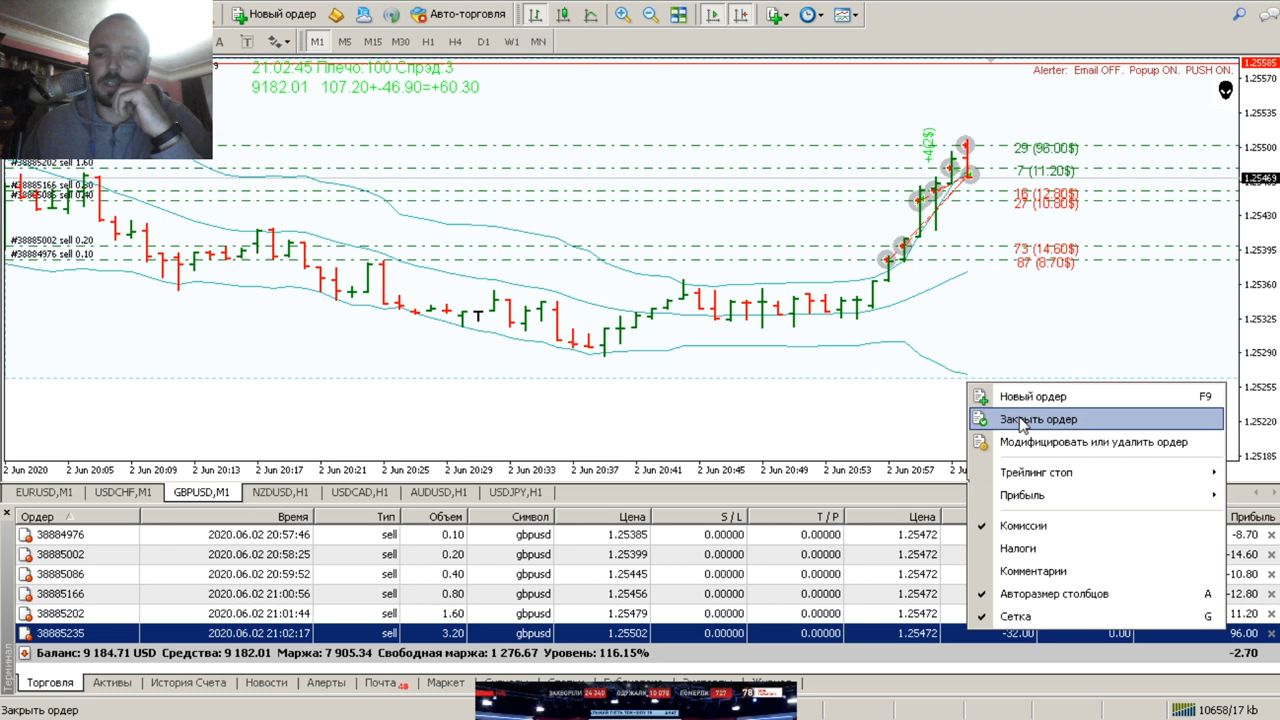 Новый ордер
Авто-торговля
A T M1 M5 M15 M30 H1 H4 D1 W1 MN
21:02:45 Плечо:100 Спрэд:3
9182.01 107.20+-46.90=+60.30
Alerter: Email OFF. Popup ON. PUSH ON.
1.25585
1.25570
1.25535
1.25500
1.25469
1.25430
1.25395
1.25360
1.25325
1.25290
1.25255
1.25220
1.25185
#38885202 sell 1.60
#38885166 sell 0.80
#38885086 sell 0.40
#38885002 sell 0.20
#38884976 sell 0.10
29 (96.00$)
7 (11.20$)
16 (12.80$)
27 (10.80$)
73 (14.60$)
87 (8.70$)
T
2 Jun 2020 2 Jun 20:05 2 Jun 20:09 2 Jun 20:13 2 Jun 20:17 2 Jun 20:21 2 Jun 20:25 2 Jun 20:29 2 Jun 20:33 2 Jun 20:37 2 Jun 20:41 2 Jun 20:45 2 Jun 20:49 2 Jun 20:53 2 Jun 20:57
EURUSD,M1 USDCHF,M1 GBPUSD,M1 NZDUSD,H1 USDCAD,H1 AUDUSD,H1 USDJPY,H1
Новый ордер F9
Закрыть ордер
Модифицировать или удалить ордер
Трейлинг стоп
Прибыль
Комиссии
Налоги
Комментарии
Авторазмер столбцов A
Сетка G
Ордер Время Тип Объем Символ Цена S / L T / P Цена Прибыль
38884976 2020.06.02 20:57:46 sell 0.10 gbpusd 1.25385 0.00000 0.00000 1.25472 -8.70
38885002 2020.06.02 20:58:25 sell 0.20 gbpusd 1.25399 0.00000 0.00000 1.25472 -14.60
38885086 2020.06.02 20:59:52 sell 0.40 gbpusd 1.25445 0.00000 0.00000 1.25472 -10.80
38885166 2020.06.02 21:00:56 sell 0.80 gbpusd 1.25456 0.00000 0.00000 1.25472 -12.80
38885202 2020.06.02 21:01:44 sell 1.60 gbpusd 1.25479 0.00000 0.00000 1.25472 11.20
38885235 2020.06.02 21:02:17 sell 3.20 gbpusd 1.25502 0.00000 0.00000 1.25472 -32.00 0.00 96.00
Баланс: 9 184.71 USD Средства: 9 182.01 Маржа: 7 905.34 Свободная маржа: 1 276.67 Уровень: 116.15% -2.70
Терминал
Торговля Активы История Счета Новости Алерты Почта 48 Маркет
ЗАХВОРІЛИ 24 340 ОДУЖАЛИ 10 078 ПОМЕРЛИ 727 78
Закрыть ордер
10658/17 kb